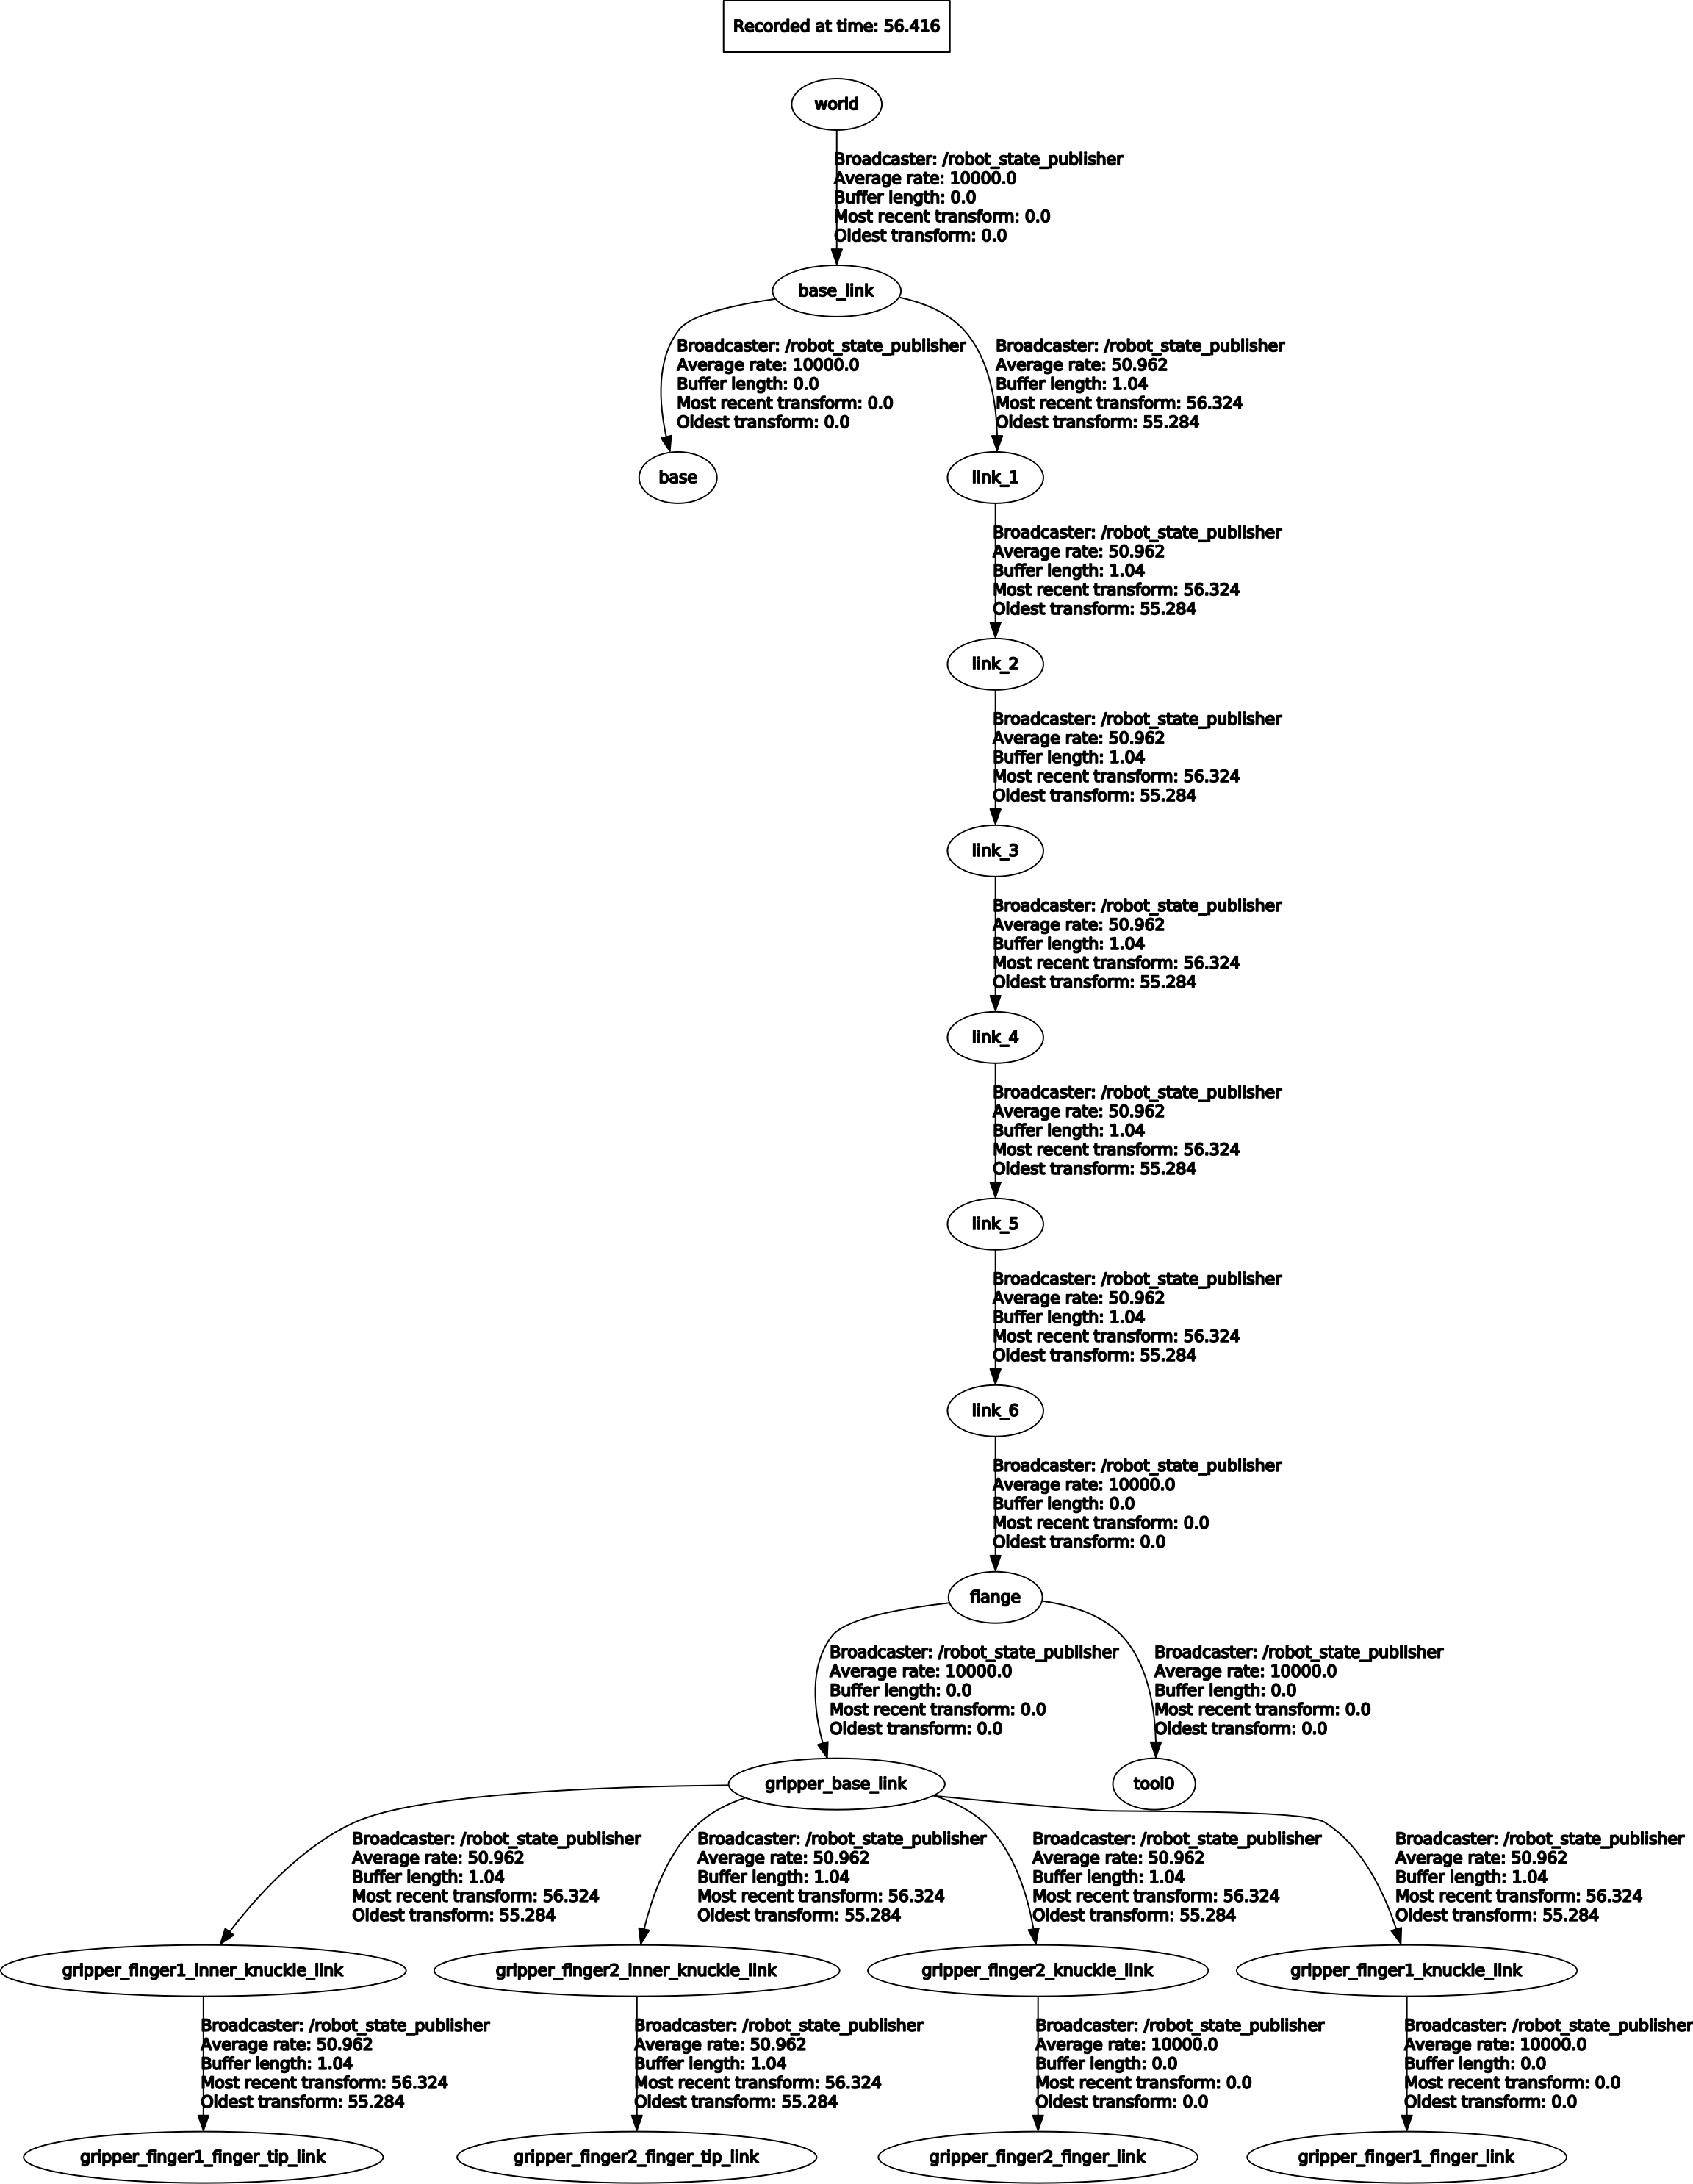 Recorded at time: 56.416
world
Broadcaster: /robot_state_publisher
Average rate: 10000.0
Buffer length: 0.0
Most recent transform: 0.0
Oldest transform: 0.0
base_link
Broadcaster: /robot_state_publisher
Average rate: 10000.0
Buffer length: 0.0
Most recent transform: 0.0
Oldest transform: 0.0
Broadcaster: /robot_state_publisher
Average rate: 50.962
Buffer length: 1.04
Most recent transform: 56.324
Oldest transform: 55.284
base
link_1
Broadcaster: /robot_state_publisher
Average rate: 50.962
Buffer length: 1.04
Most recent transform: 56.324
Oldest transform: 55.284
link_2
Broadcaster: /robot_state_publisher
Average rate: 50.962
Buffer length: 1.04
Most recent transform: 56.324
Oldest transform: 55.284
link_3
Broadcaster: /robot_state_publisher
Average rate: 50.962
Buffer length: 1.04
Most recent transform: 56.324
Oldest transform: 55.284
link_4
Broadcaster: /robot_state_publisher
Average rate: 50.962
Buffer length: 1.04
Most recent transform: 56.324
Oldest transform: 55.284
link_5
Broadcaster: /robot_state_publisher
Average rate: 50.962
Buffer length: 1.04
Most recent transform: 56.324
Oldest transform: 55.284
link_6
Broadcaster: /robot_state_publisher
Average rate: 10000.0
Buffer length: 0.0
Most recent transform: 0.0
Oldest transform: 0.0
flange
Broadcaster: /robot_state_publisher
Average rate: 10000.0
Buffer length: 0.0
Most recent transform: 0.0
Oldest transform: 0.0
Broadcaster: /robot_state_publisher
Average rate: 10000.0
Buffer length: 0.0
Most recent transform: 0.0
Oldest transform: 0.0
gripper_base_link
tool0
Broadcaster: /robot_state_publisher
Average rate: 50.962
Buffer length: 1.04
Most recent transform: 56.324
Oldest transform: 55.284
Broadcaster: /robot_state_publisher
Average rate: 50.962
Buffer length: 1.04
Most recent transform: 56.324
Oldest transform: 55.284
Broadcaster: /robot_state_publisher
Average rate: 50.962
Buffer length: 1.04
Most recent transform: 56.324
Oldest transform: 55.284
Broadcaster: /robot_state_publisher
Average rate: 50.962
Buffer length: 1.04
Most recent transform: 56.324
Oldest transform: 55.284
gripper_finger1_inner_knuckle_link
gripper_finger2_inner_knuckle_link
gripper_finger2_knuckle_link
gripper_finger1_knuckle_link
Broadcaster: /robot_state_publisher
Average rate: 50.962
Buffer length: 1.04
Most recent transform: 56.324
Oldest transform: 55.284
Broadcaster: /robot_state_publisher
Average rate: 50.962
Buffer length: 1.04
Most recent transform: 56.324
Oldest transform: 55.284
Broadcaster: /robot_state_publisher
Average rate: 10000.0
Buffer length: 0.0
Most recent transform: 0.0
Oldest transform: 0.0
Broadcaster: /robot_state_publisher
Average rate: 10000.0
Buffer length: 0.0
Most recent transform: 0.0
Oldest transform: 0.0
gripper_finger1_finger_tip_link
gripper_finger2_finger_tip_link
gripper_finger2_finger_link
gripper_finger1_finger_link